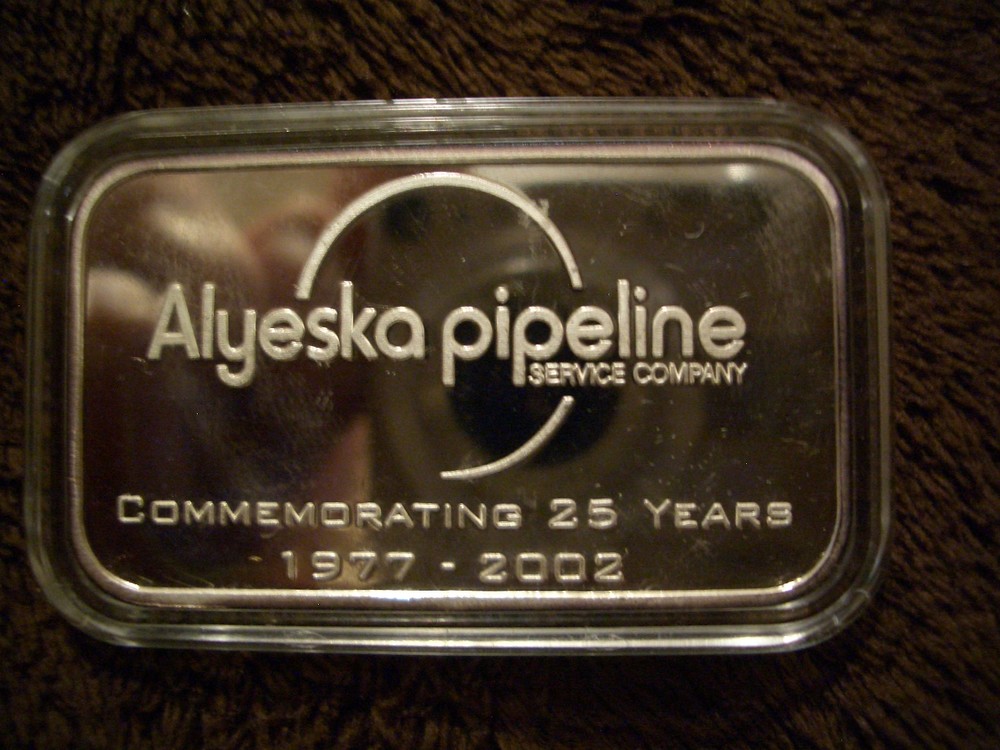 Alyeska pipeline
SERVICE COMPANY
COMMEMORATING 25 YEARS
1977 - 2002